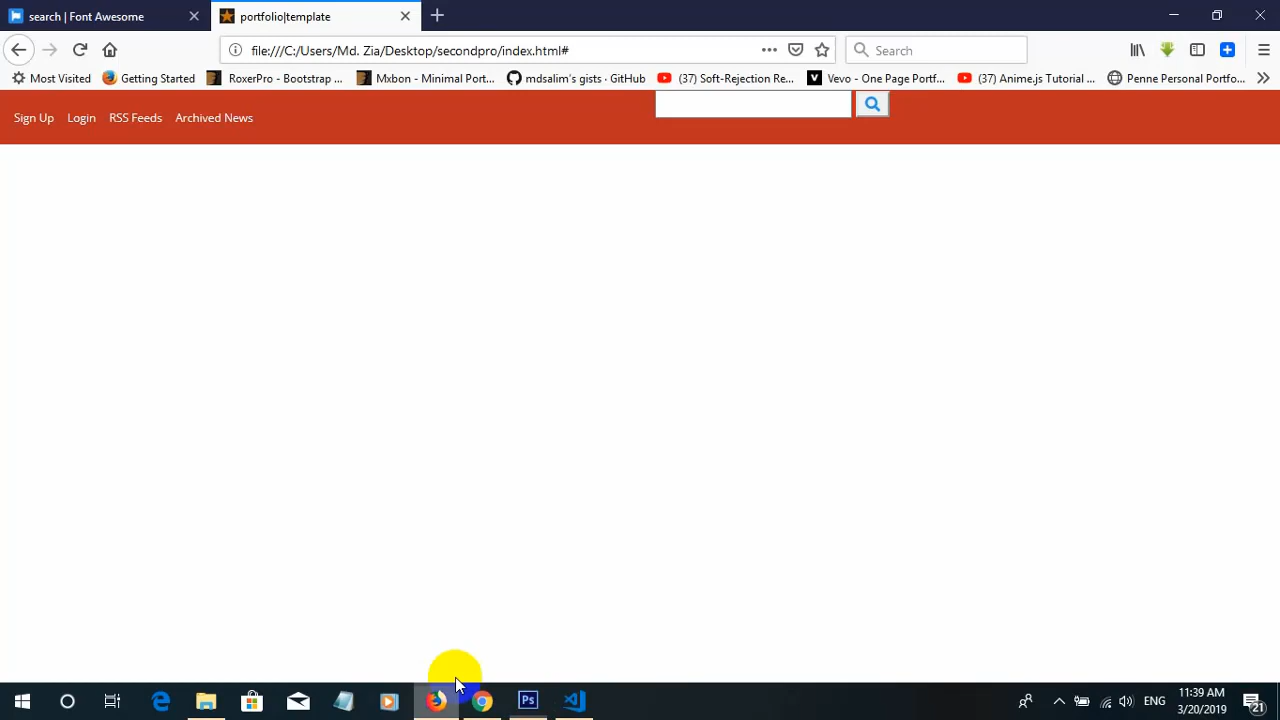 search | Font Awesome
portfolio|template
file:///C:/Users/Md. Zia/Desktop/secondpro/index.html#
Search
Most Visited
Getting Started
RoxerPro - Bootstrap ...
Mxbon - Minimal Port...
mdsalim's gists · GitHub
(37) Soft-Rejection Re...
Vevo - One Page Portf...
(37) Anime.js Tutorial ...
Penne Personal Portfo...
Sign Up
Login
RSS Feeds
Archived News
Ps
ENG
11:39 AM
3/20/2019
21